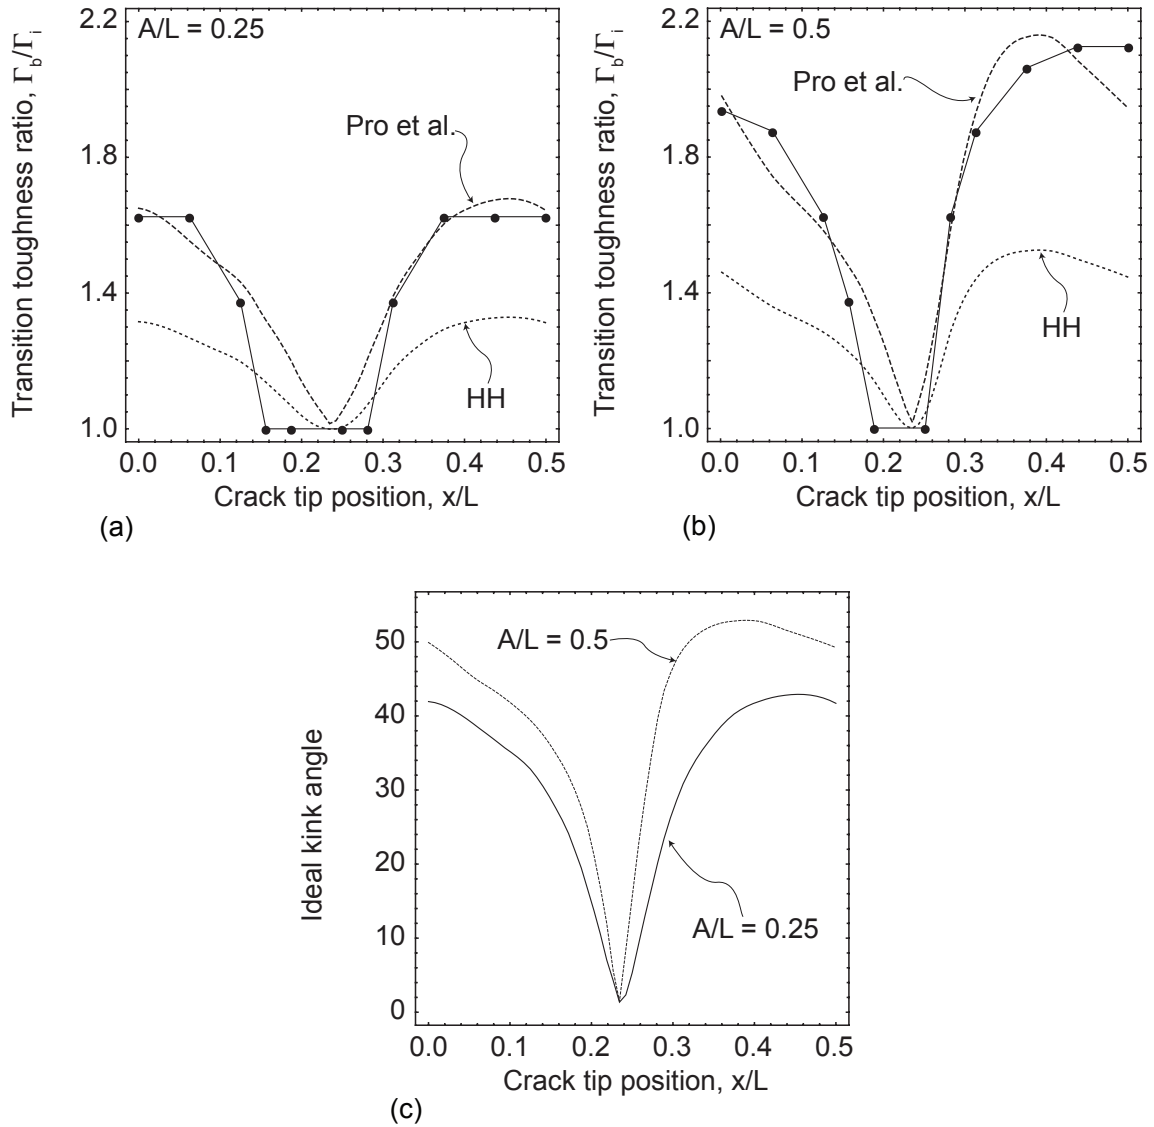 (a)
A/L = 0.25
Transition toughness ratio, Γb/Γi
2.2
1.8
1.4
1.0
Pro et al.
HH
0.0 0.1 0.2 0.3 0.4 0.5
Crack tip position, x/L
(a)
A/L = 0.5
Transition toughness ratio, Γb/Γi
2.2
1.8
1.4
1.0
Pro et al.
HH
0.0 0.1 0.2 0.3 0.4 0.5
Crack tip position, x/L
(b)
Ideal kink angle
50
40
30
20
10
0
A/L = 0.5
A/L = 0.25
0.0 0.1 0.2 0.3 0.4 0.5
Crack tip position, x/L
(c)